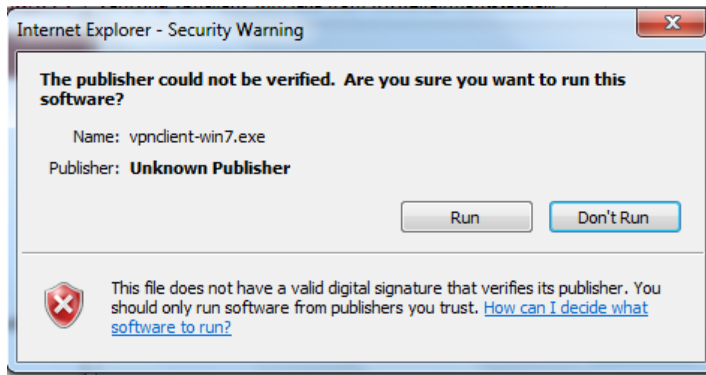 Internet Explorer - Security Warning
The publisher could not be verified. Are you sure you want to run this
software?
Name: vpnclient-win7.exe
Publisher: Unknown Publisher
Run
Don't Run
This file does not have a valid digital signature that verifies its publisher. You
should only run software from publishers you trust. How can I decide what
software to run?